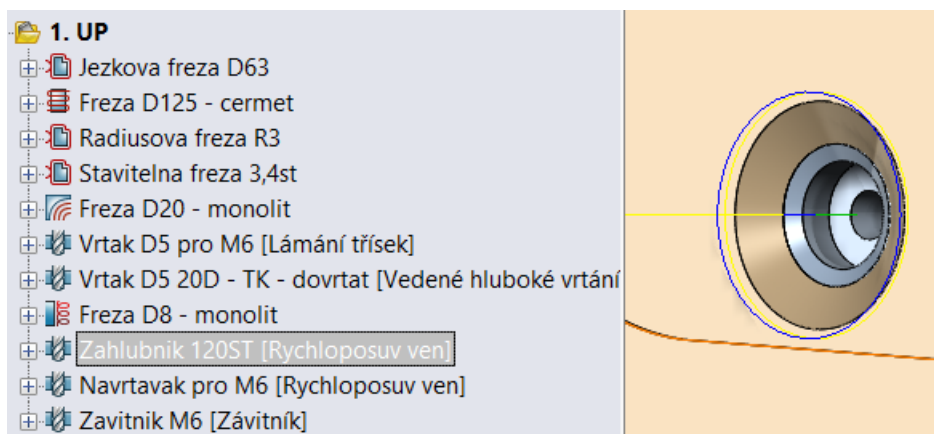 1. UP
Jezkova freza D63
Freza D125 - cermet
Radiusova freza R3
Stavitelna freza 3,4st
Freza D20 - monolit
Vrtak D5 pro M6 [Lámání třísek]
Vrtak D5 20D - TK - dovrtat [Vedené hluboké vrtání
Freza D8 - monolit
Zahlubnik 120ST [Rychloposuv ven]
Navrtavak pro M6 [Rychloposuv ven]
Zavitnik M6 [Závitník]